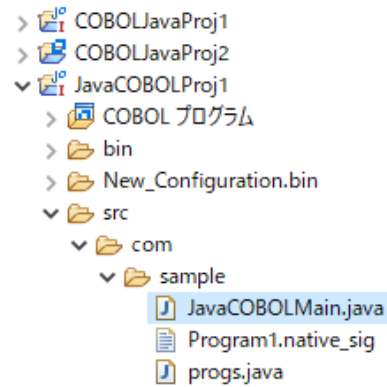 COBOLJavaProj1
COBOLJavaProj2
JavaCOBOLProj1
COBOL プログラム
bin
New_Configuration.bin
src
com
sample
JavaCOBOLMain.java
Program1.native_sig
progs.java